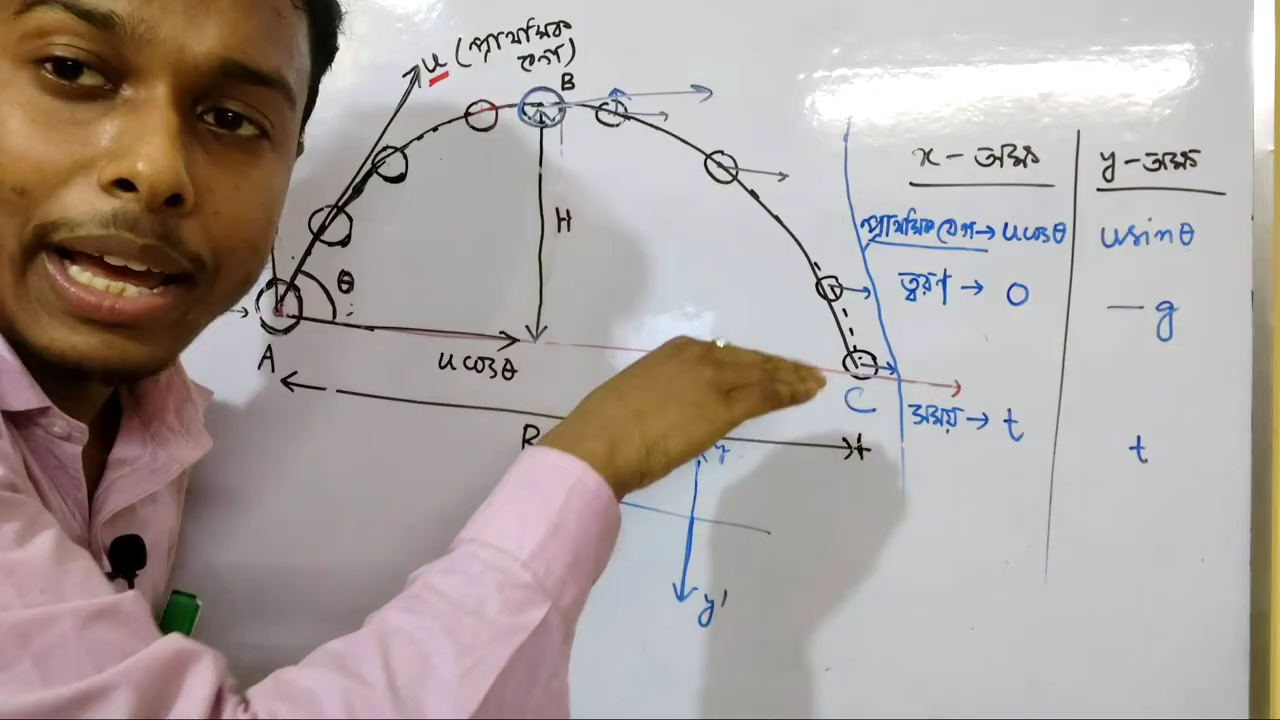 u (প্রাথমিক
বেগ)
B
H
θ
A
u cosθ
C
R
y
y'
x - অক্ষ
y - অক্ষ
প্রাথমিক বেগ → u cosθ
u sinθ
ত্বরণ → 0
- g
সময় → t
t